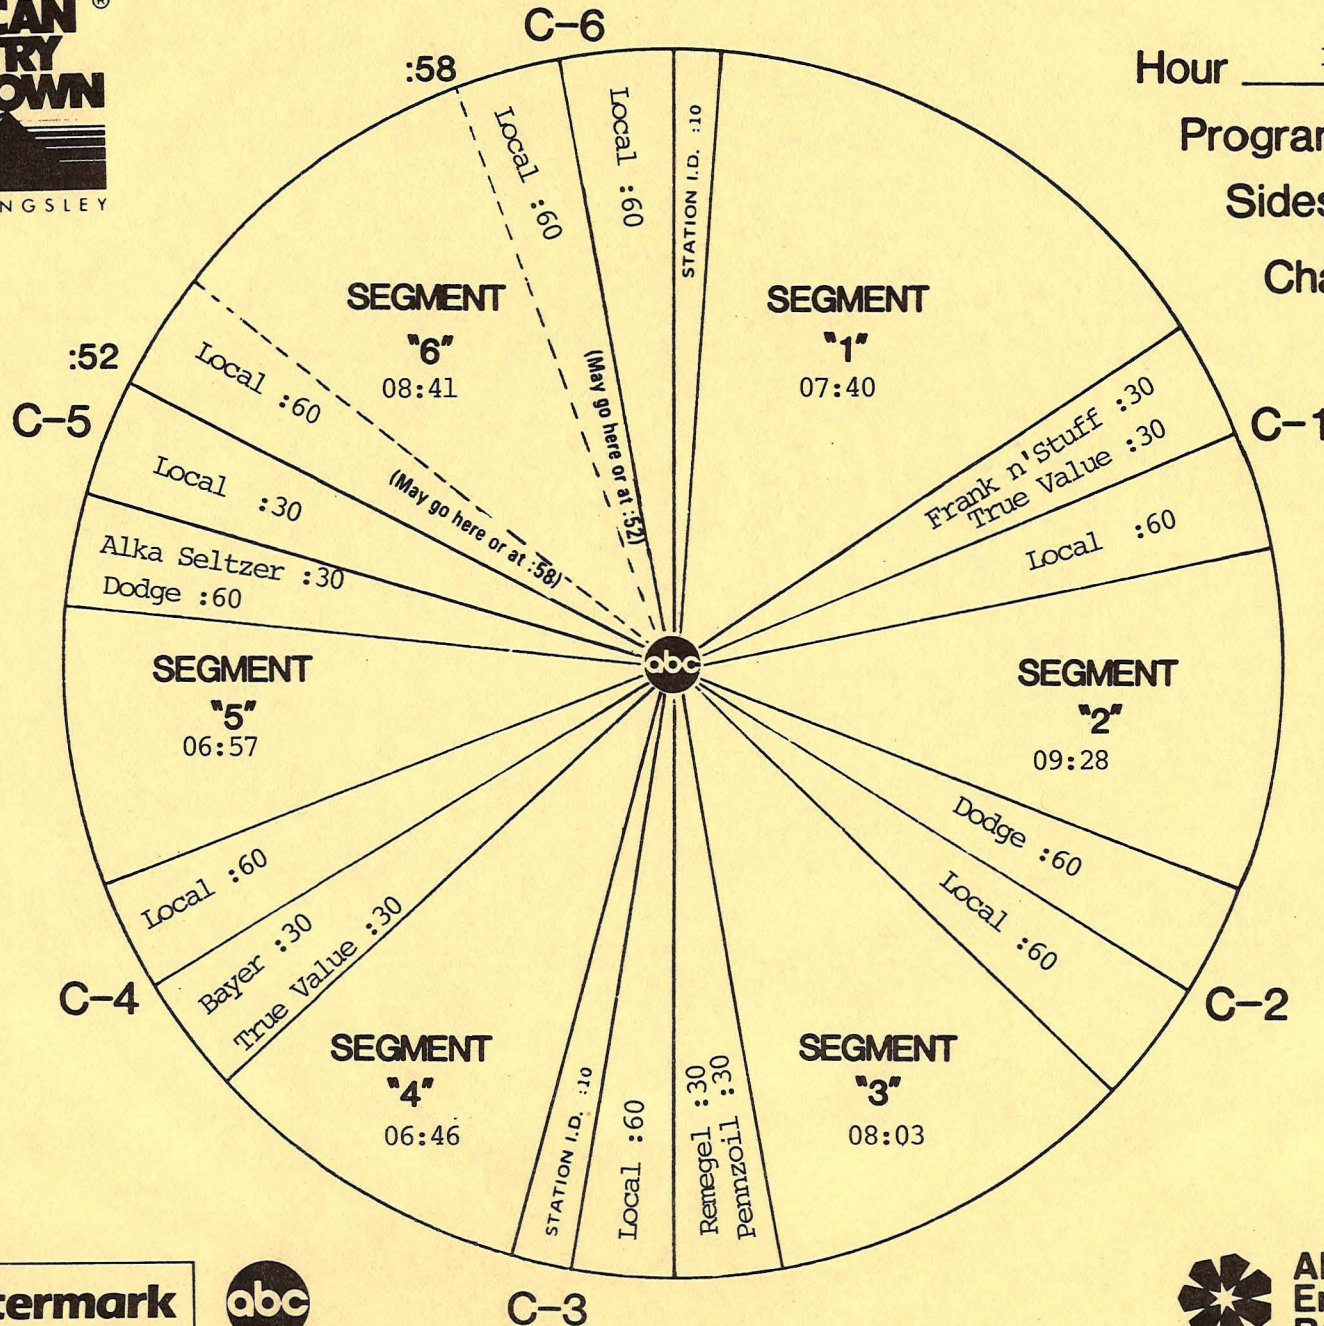 ®
C-6
:58
Hour
Local :60
Local :60
STATION I.D. :10
(May go here or at :52)
SEGMENT
"1"
07:40
Frank n'Stuff :30
True Value :30
C-1
Local :60
SEGMENT
"2"
09:28
Dodge :60
Local :60
C-2
SEGMENT
"3"
08:03
Remegel :30
Pennzoil :30
C-3
Local :60
STATION I.D. :10
SEGMENT
"4"
06:46
True Value :30
Bayer :30
C-4
Local :60
SEGMENT
"5"
06:57
Alka Seltzer :30
Dodge :60
Local :30
C-5
:52
Local :60
(May go here or at :58)
SEGMENT
"6"
08:41
abc
abc